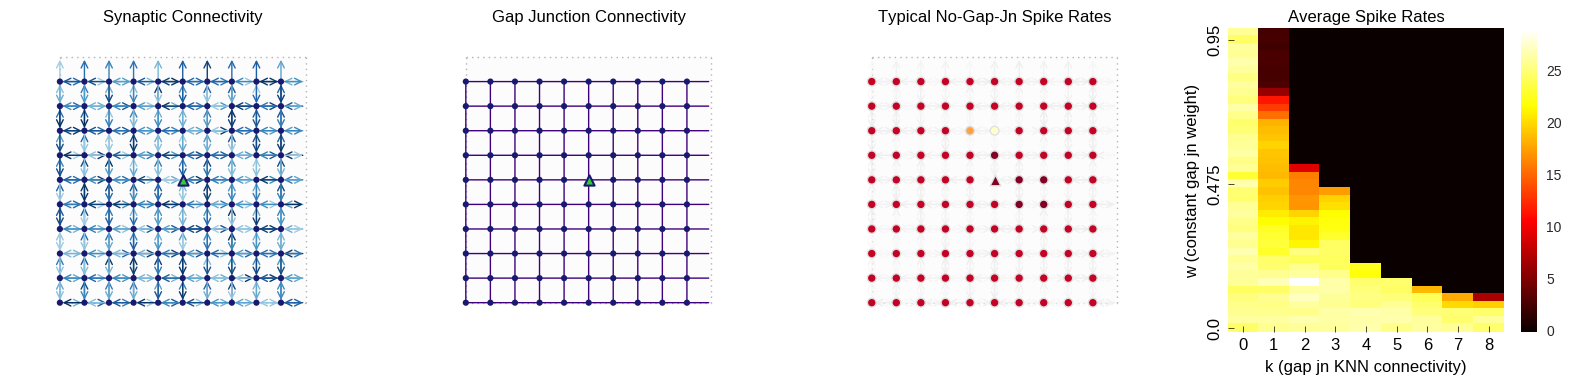 Synaptic Connectivity
Gap Junction Connectivity
Typical No-Gap-Jn Spike Rates
Average Spike Rates
w (constant gap jn weight)
0.95
0.475
0.0
0 1 2 3 4 5 6 7 8
k (gap jn KNN connectivity)
25
20
15
10
5
0